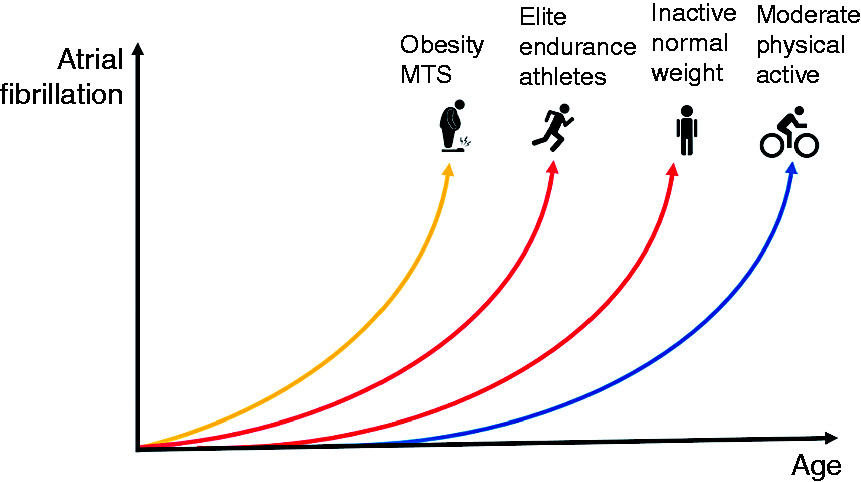 Atrial
fibrillation
Obesity
MTS
Elite
endurance
athletes
Inactive
normal
weight
Moderate
physical
active
Age